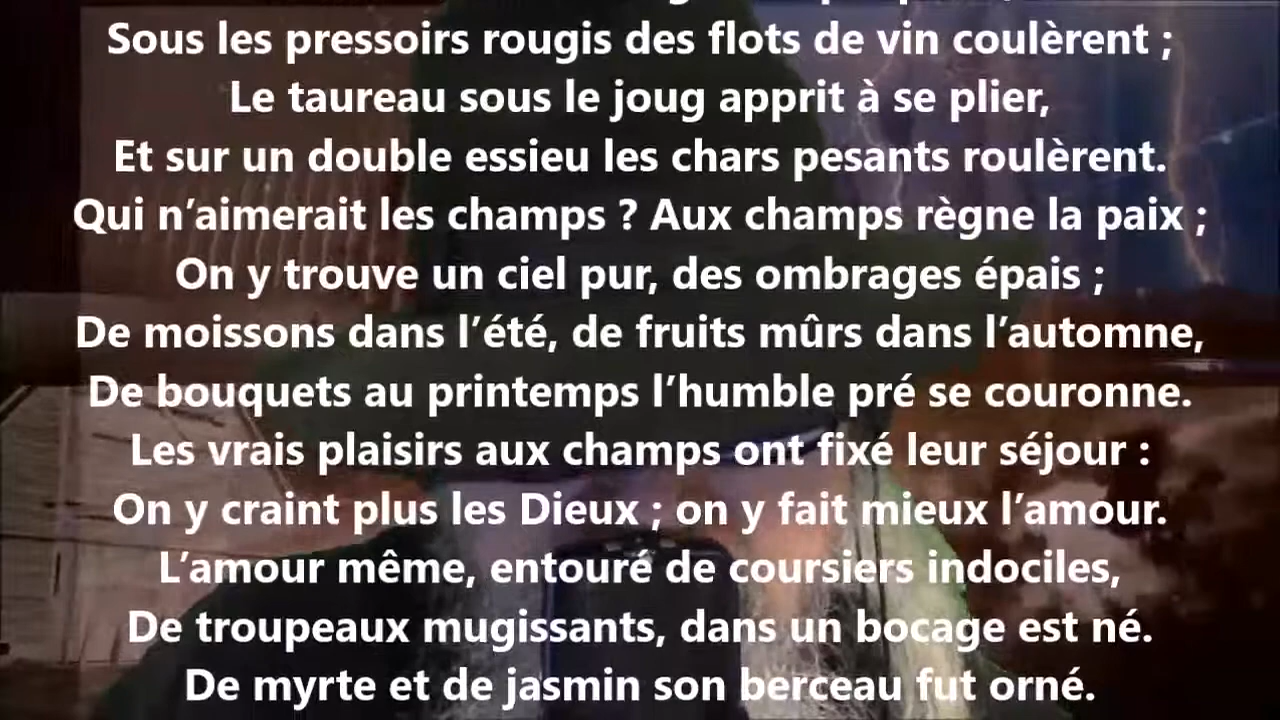 Sous les pressoirs rougis des flots de vin coulèrent ;
Le taureau sous le joug apprit à se plier,
Et sur un double essieu les chars pesants roulèrent.
Qui n’aimerait les champs ? Aux champs règne la paix ;
On y trouve un ciel pur, des ombrages épais ;
De moissons dans l’été, de fruits mûrs dans l’automne,
De bouquets au printemps l’humble pré se couronne.
Les vrais plaisirs aux champs ont fixé leur séjour :
On y craint plus les Dieux ; on y fait mieux l’amour.
L’amour même, entouré de coursiers indociles,
De troupeaux mugissants, dans un bocage est né.
De myrte et de jasmin son berceau fut orné.